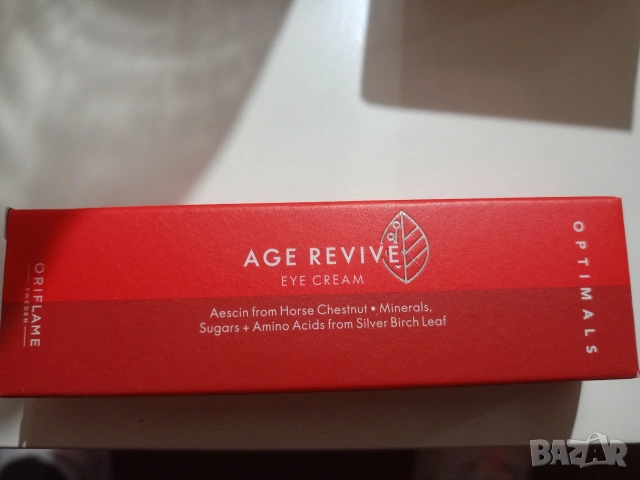 ORIFLAME
SWEDEN
AGE REVIVE
EYE CREAM
Aescin from Horse Chestnut • Minerals,
Sugars + Amino Acids from Silver Birch Leaf
OPTIMALS
BAZAR